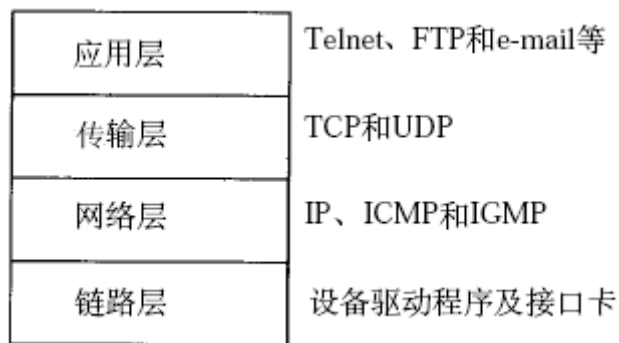 应用层 Telnet、FTP和e-mail等
传输层 TCP和UDP
网络层 IP、ICMP和IGMP
链路层 设备驱动程序及接口卡